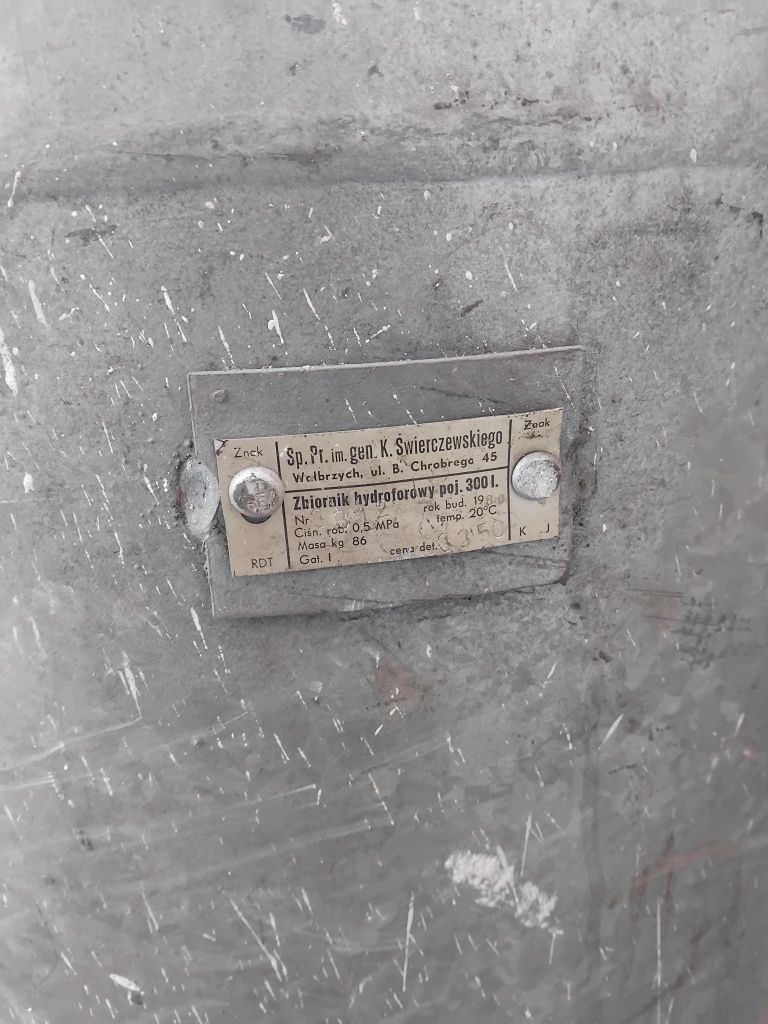 Znak
Sp. Pr. im. gen. K. Świerczewskiego
Wałbrzych, ul. B. Chrobrego 45
Znak
Zbiornik hydroforowy poj. 300 l.
Nr rok bud. 1980
Ciśn. rob. 0,5 MPa temp. 20°C
Masa kg 86
Gat. I cena det.
RDT
K J